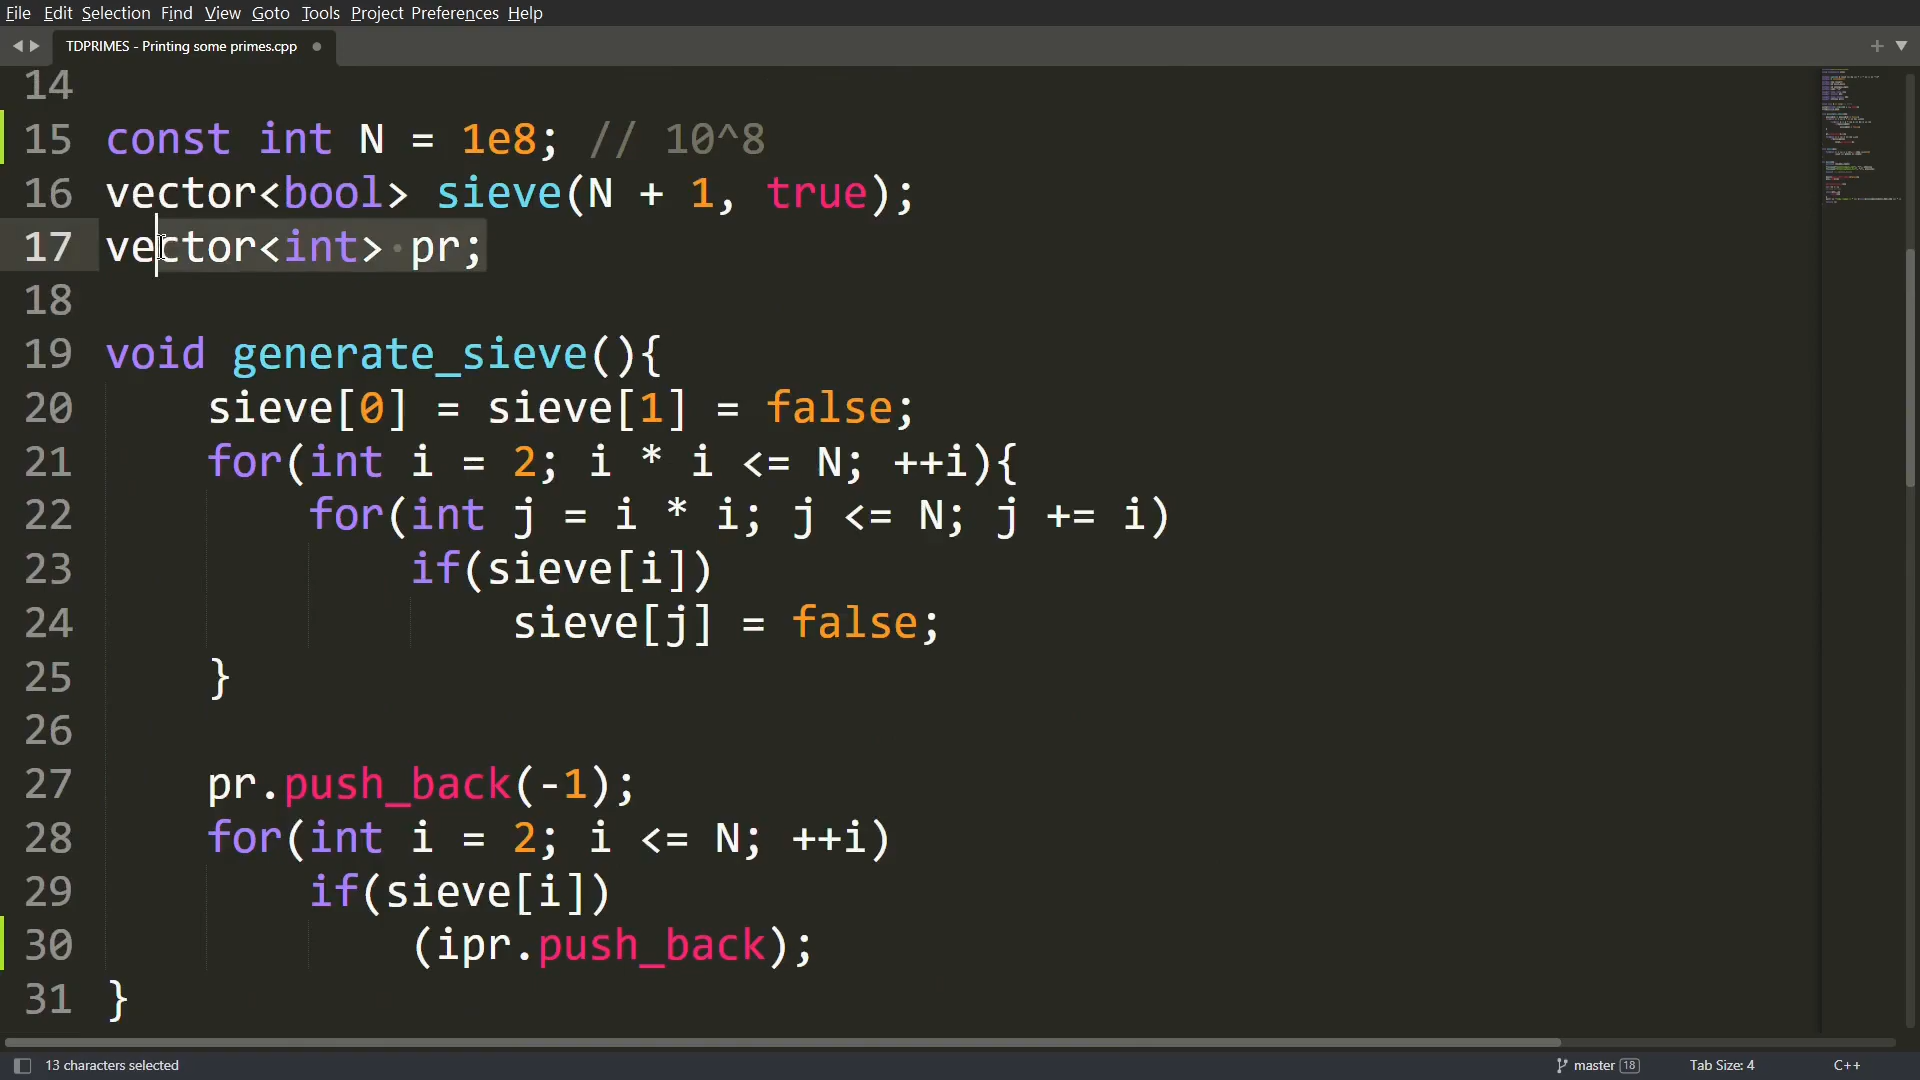 File Edit Selection Find View Goto Tools Project Preferences Help
TDPRIMES - Printing some primes.cpp
14
15 const int N = 1e8; // 10^8
16 vector<bool> sieve(N + 1, true);
17 vector<int> pr;
18
19 void generate_sieve(){
20 sieve[0] = sieve[1] = false;
21 for(int i = 2; i * i <= N; ++i){
22 for(int j = i * i; j <= N; j += i)
23 if(sieve[i])
24 sieve[j] = false;
25 }
26
27 pr.push_back(-1);
28 for(int i = 2; i <= N; ++i)
29 if(sieve[i])
30 (ipr.push_back);
31 }
13 characters selected master 18 Tab Size: 4 C++